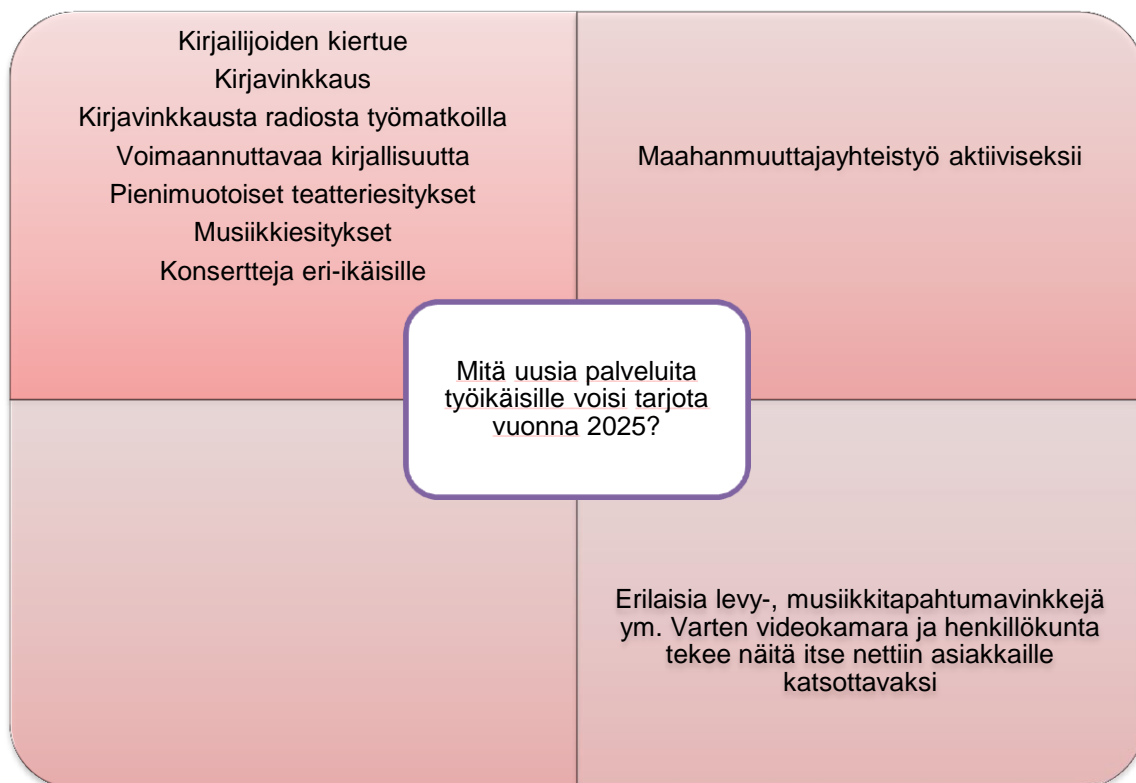 Kirjailijoiden kiertue
Kirjavinkkaus
Kirjavinkkausta radiosta työmatkoilla
Voimaannuttavaa kirjallisuutta
Pienimuotoiset teatteriesitykset
Musiikkiesitykset
Konsertteja eri-ikäisille
Maahanmuuttajayhteistyö aktiiviseksii
Mitä uusia palveluita
työikäisille voisi tarjota
vuonna 2025?
Erilaisia levy-, musiikkitapahtumavinkkejä
ym. Varten videokamara ja henkillökunta
tekee näitä itse nettiin asiakkaille
katsottavaksi